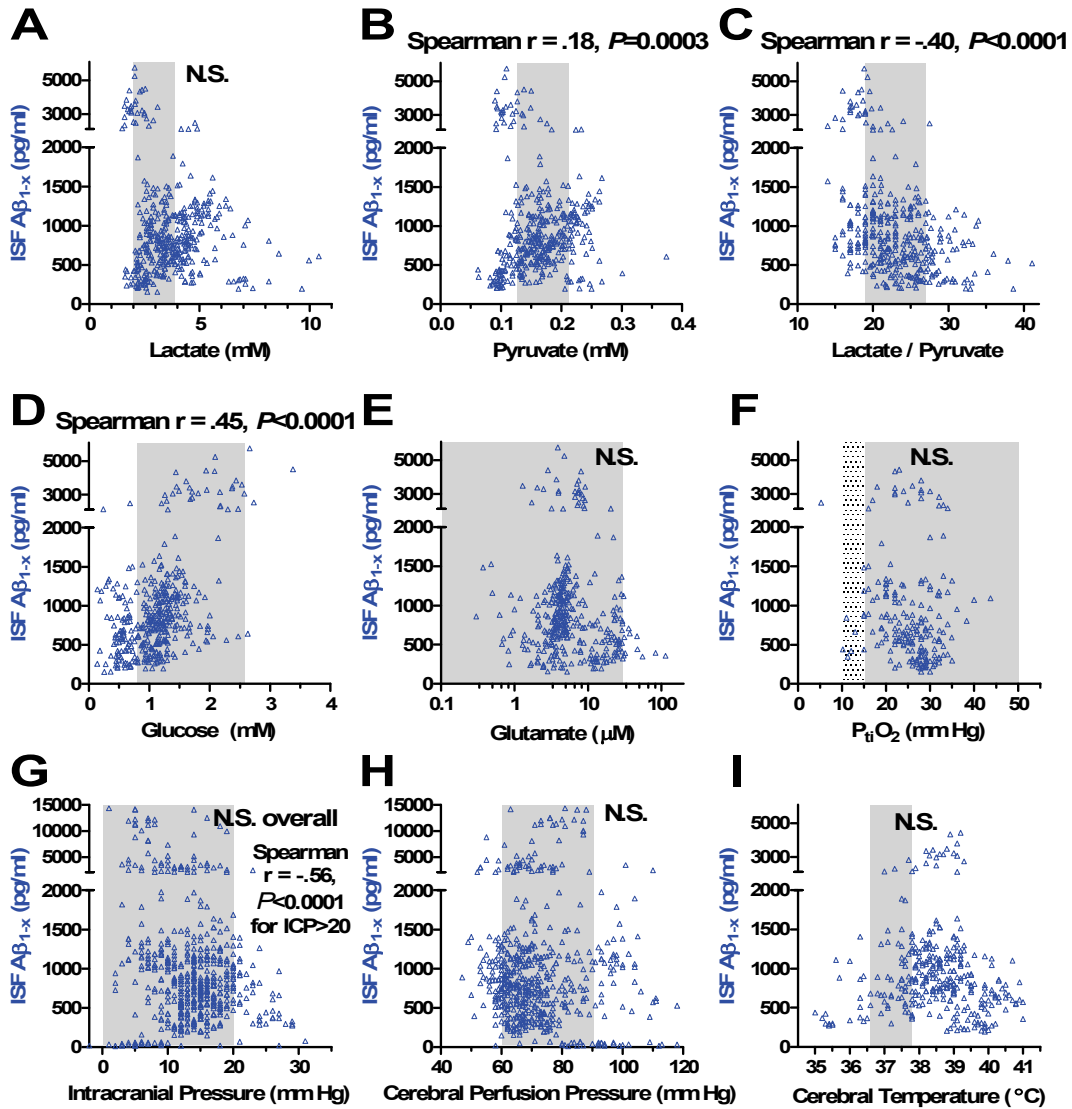 A
N.S.
5000
3000
2000
1500
1000
500
0
0
5
10
ISF Aβ1-x (pg/ml)
Lactate (mM)
B
Spearman r = .18, P=0.0003
5000
3000
2000
1500
1000
500
0
0.0
0.1
0.2
0.3
0.4
ISF Aβ1-x (pg/ml)
Pyruvate (mM)
C
Spearman r = -.40, P<0.0001
5000
3000
2000
1500
1000
500
0
10
20
30
40
ISF Aβ1-x (pg/ml)
Lactate / Pyruvate
D
Spearman r = .45, P<0.0001
5000
3000
2000
1500
1000
500
0
0
1
2
3
4
ISF Aβ1-x (pg/ml)
Glucose (mM)
E
N.S.
5000
3000
2000
1500
1000
500
0
0.1
1
10
100
ISF Aβ1-x (pg/ml)
Glutamate (µM)
F
N.S.
5000
3000
2000
1500
1000
500
0
0
10
20
30
40
50
ISF Aβ1-x (pg/ml)
PtiO2 (mm Hg)
G
N.S. overall
Spearman
r = -.56,
P<0.0001
for ICP>20
15000
10000
5000
2000
1500
1000
500
0
0
10
20
30
ISF Aβ1-x (pg/ml)
Intracranial Pressure (mm Hg)
H
N.S.
15000
10000
5000
2000
1500
1000
500
0
40
60
80
100
120
ISF Aβ1-x (pg/ml)
Cerebral Perfusion Pressure (mm Hg)
I
N.S.
5000
3000
2000
1500
1000
500
0
35
36
37
38
39
40
41
ISF Aβ1-x (pg/ml)
Cerebral Temperature (°C)